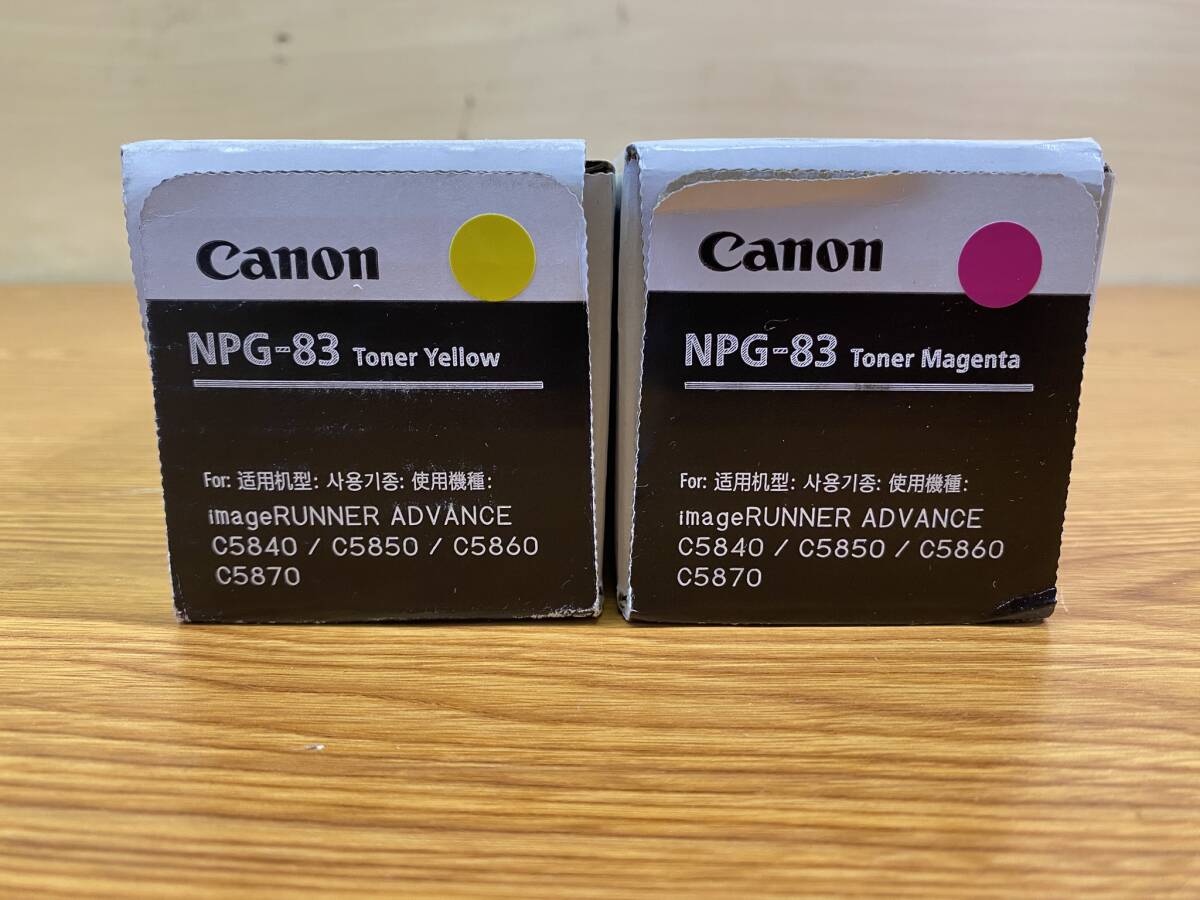 Canon
NPG-83 Toner Yellow
For: 适用机型: 사용기종: 使用機種:
imageRUNNER ADVANCE
C5840 / C5850 / C5860
C5870
Canon
NPG-83 Toner Magenta
For: 适用机型: 사용기종: 使用機種:
imageRUNNER ADVANCE
C5840 / C5850 / C5860
C5870